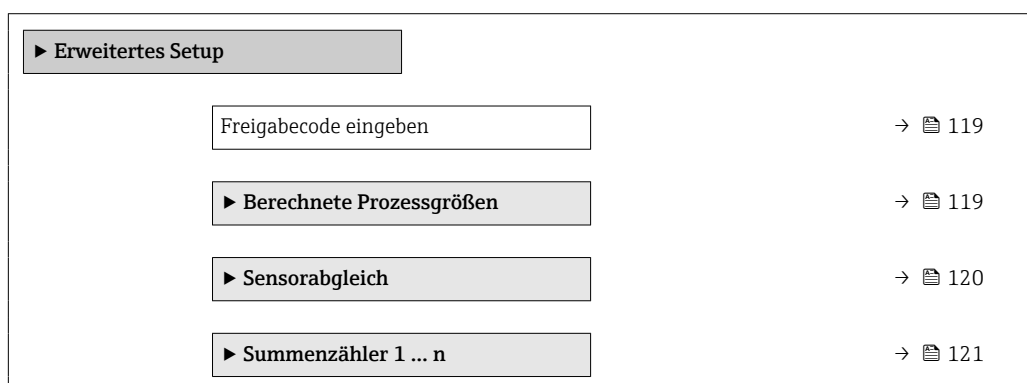 ▶ Erweitertes Setup
Freigabecode eingeben → 119
▶ Berechnete Prozessgrößen → 119
▶ Sensorabgleich → 120
▶ Summenzähler 1 ... n → 121